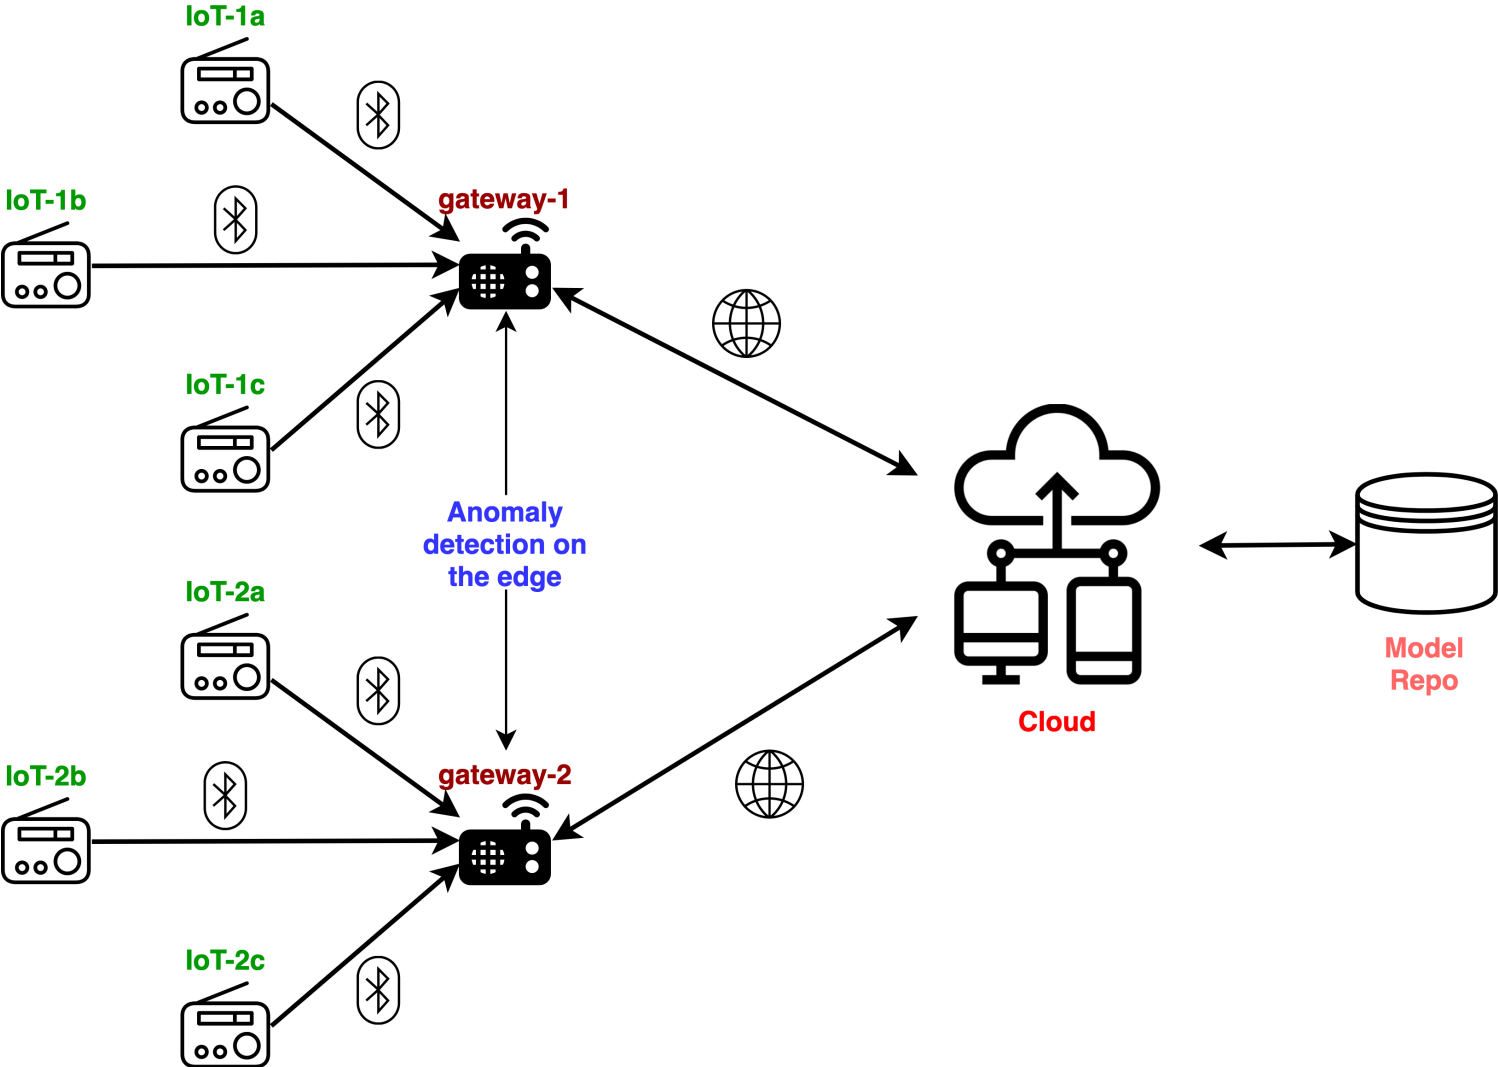 IoT-1a
IoT-1b
gateway-1
IoT-1c
Anomaly
detection on
the edge
IoT-2a
Model
Repo
Cloud
IoT-2b
gateway-2
IoT-2c